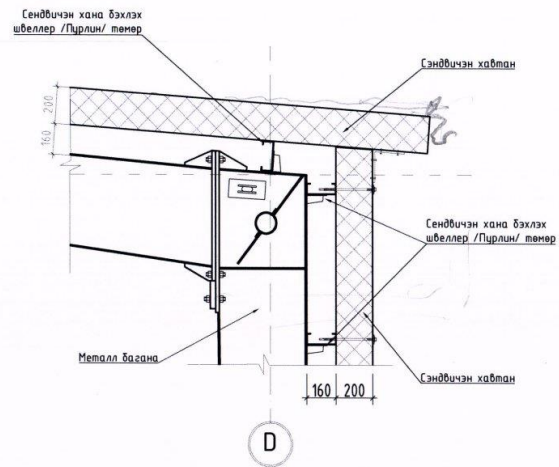 Сендвичэн хана бэхлэх
швеллер /Пурлин/ төмөр
Сэндвичэн хавтан
200
160
Сендвичэн хана бэхлэх
швеллер /Пурлин/ төмөр
Металл багана
Сэндвичэн хавтан
160 200
D